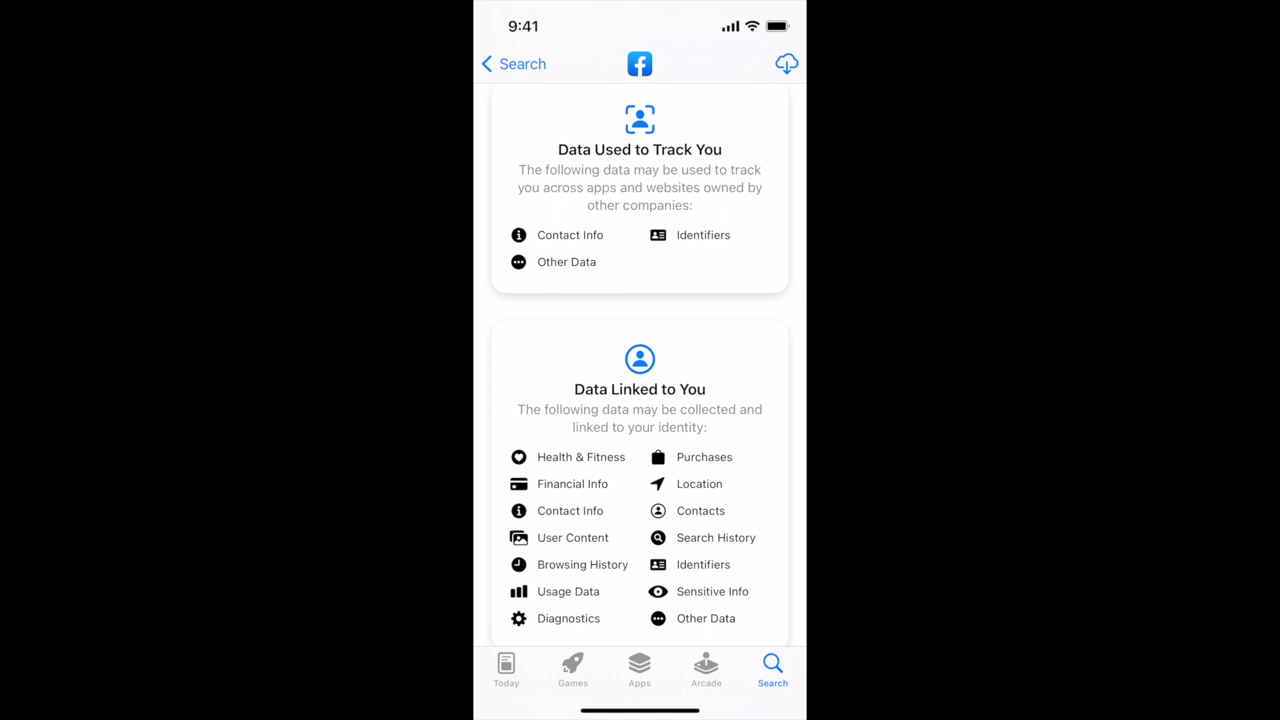 9:41
Search
Data Used to Track You
The following data may be used to track
you across apps and websites owned by
other companies:
Contact Info
Identifiers
Other Data
Data Linked to You
The following data may be collected and
linked to your identity:
Health & Fitness
Purchases
Financial Info
Location
Contact Info
Contacts
User Content
Search History
Browsing History
Identifiers
Usage Data
Sensitive Info
Diagnostics
Other Data
Today
Games
Apps
Arcade
Search